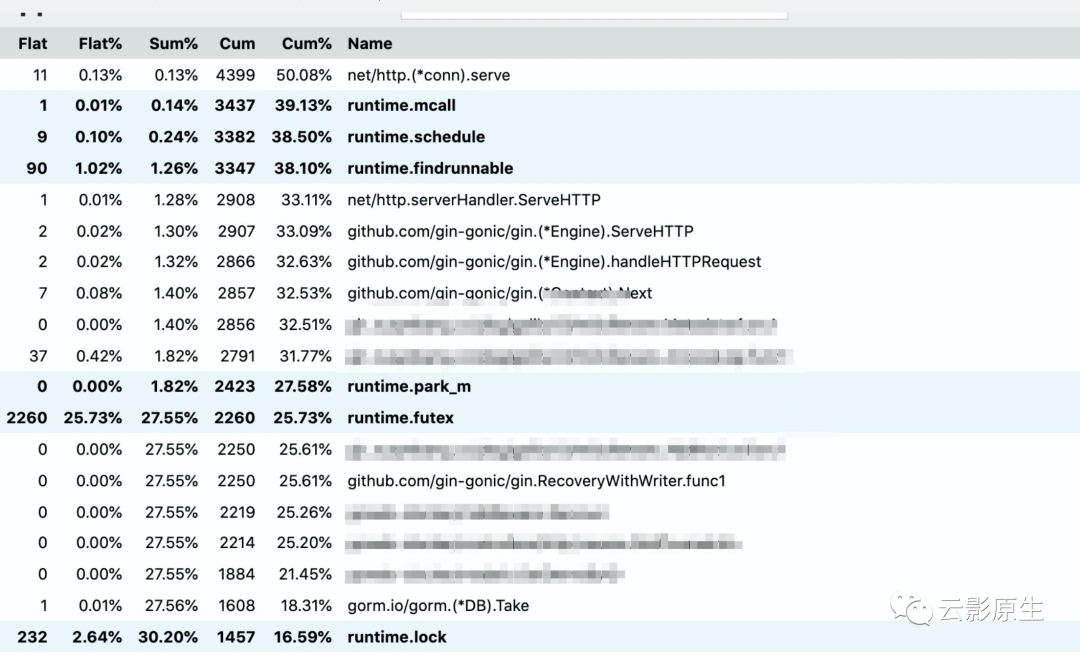 Flat Flat% Sum% Cum Cum% Name
11 0.13% 0.13% 4399 50.08% net/http.(*conn).serve
1 0.01% 0.14% 3437 39.13% runtime.mcall
9 0.10% 0.24% 3382 38.50% runtime.schedule
90 1.02% 1.26% 3347 38.10% runtime.findrunnable
1 0.01% 1.28% 2908 33.11% net/http.serverHandler.ServeHTTP
2 0.02% 1.30% 2907 33.09% github.com/gin-gonic/gin.(*Engine).ServeHTTP
2 0.02% 1.32% 2866 32.63% github.com/gin-gonic/gin.(*Engine).handleHTTPRequest
7 0.08% 1.40% 2857 32.53% github.com/gin-gonic/gin.(*Context).Next
0 0.00% 1.40% 2856 32.51%
37 0.42% 1.82% 2791 31.77%
0 0.00% 1.82% 2423 27.58% runtime.park_m
2260 25.73% 27.55% 2260 25.73% runtime.futex
0 0.00% 27.55% 2250 25.61%
0 0.00% 27.55% 2250 25.61% github.com/gin-gonic/gin.RecoveryWithWriter.func1
0 0.00% 27.55% 2219 25.26%
0 0.00% 27.55% 2214 25.20%
0 0.00% 27.55% 1884 21.45%
1 0.01% 27.56% 1608 18.31% gorm.io/gorm.(*DB).Take
云影原生
232 2.64% 30.20% 1457 16.59% runtime.lock